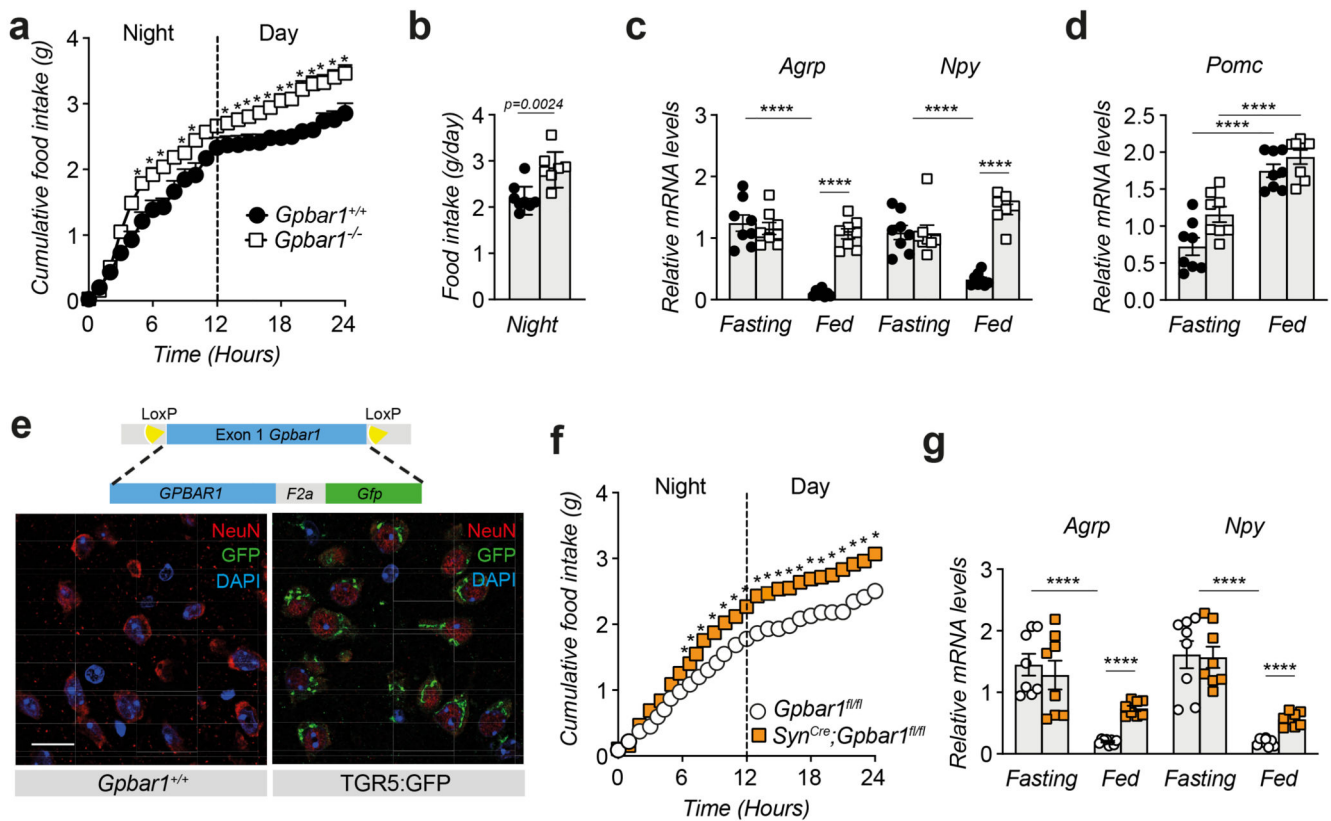 a
Night
Day
Cumulative food intake (g)
4
3
2
1
0
* * * * * * * * * * * * * * * *
Gpbar1+/+
Gpbar1-/-
0
6
12
18
24
Time (Hours)
b
Food intake (g/day)
4
3
2
1
0
p=0.0024
Night
c
Agrp
Npy
Relative mRNA levels
3
2
1
0
****
****
****
****
Fasting
Fed
Fasting
Fed
d
Pomc
Relative mRNA levels
2.5
2.0
1.5
1.0
0.5
0.0
****
****
Fasting
Fed
e
LoxP
LoxP
Exon 1 Gpbar1
GPBAR1
F2a
Gfp
NeuN
GFP
DAPI
NeuN
GFP
DAPI
Gpbar1+/+
TGR5:GFP
f
Night
Day
Cumulative food intake (g)
4
3
2
1
0
Gpbar1fl/fl
SynCre;Gpbar1fl/fl
0
6
12
18
24
Time (Hours)
g
Agrp
Npy
Relative mRNA levels
3
2
1
0
****
****
****
****
Fasting
Fed
Fasting
Fed